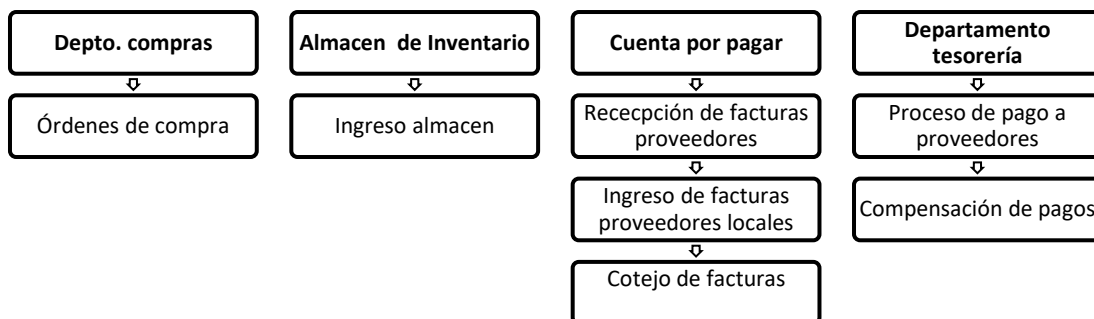 Depto. compras
Órdenes de compra
Almacen de Inventario
Ingreso almacen
Cuenta por pagar
Rececpción de facturas
proveedores
Ingreso de facturas
proveedores locales
Cotejo de facturas
Departamento
tesorería
Proceso de pago a
proveedores
Compensación de pagos